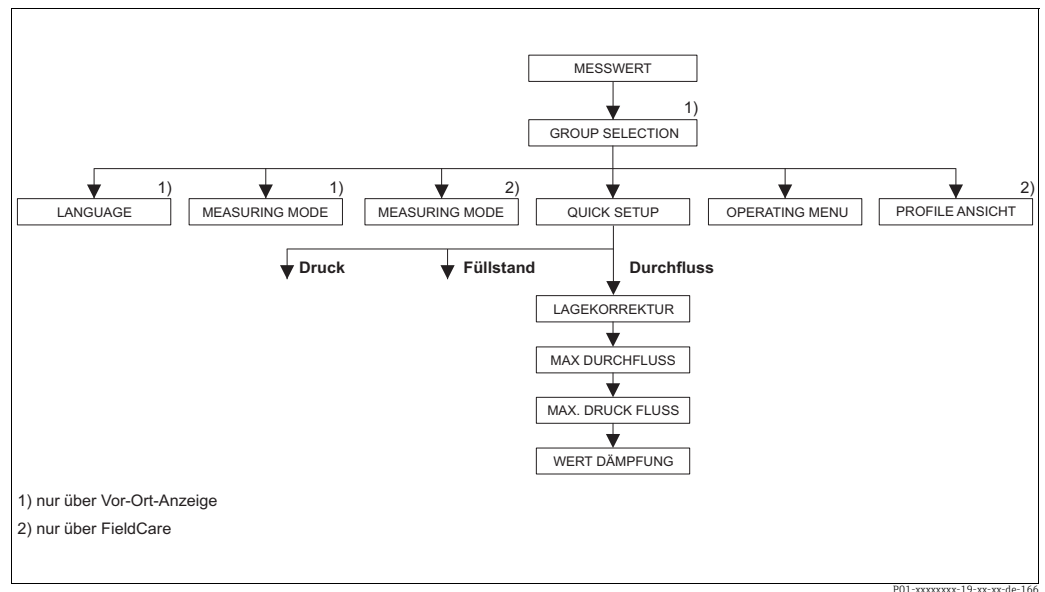 MESSWERT
1)
GROUP SELECTION
1) 1) 2) 2)
LANGUAGE MEASURING MODE MEASURING MODE QUICK SETUP OPERATING MENU PROFILE ANSICHT
Druck Füllstand Durchfluss
LAGEKORREKTUR
MAX DURCHFLUSS
MAX. DRUCK FLUSS
WERT DÄMPFUNG
1) nur über Vor-Ort-Anzeige
2) nur über FieldCare
P01-xxxxxxxx-19-xx-xx-de-166